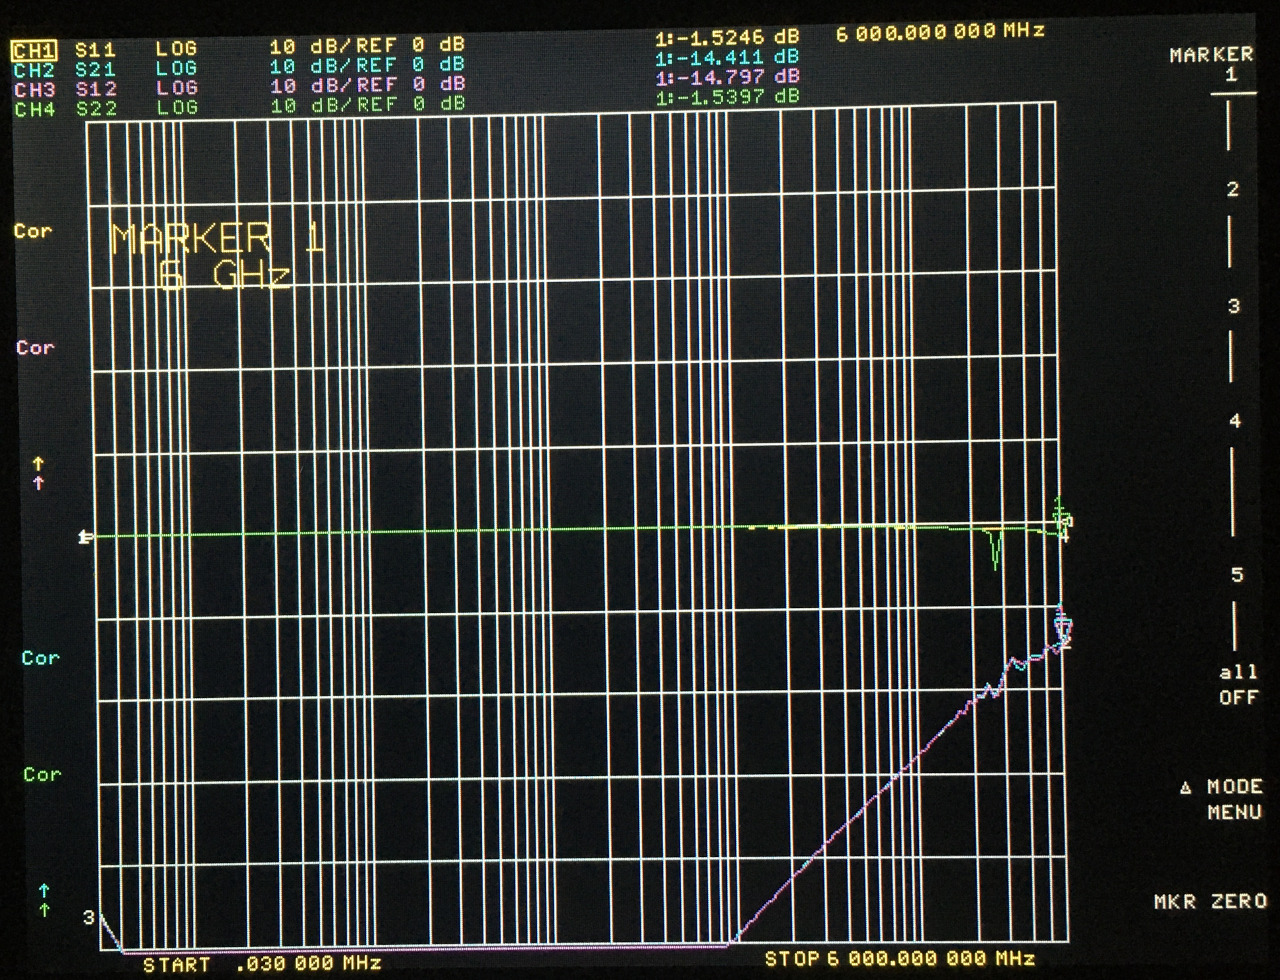 CH1 S11 LOG 10 dB/REF 0 dB 1:-1.5246 dB 6 000.000 000 MHz
CH2 S21 LOG 10 dB/REF 0 dB 1:-14.411 dB
CH3 S12 LOG 10 dB/REF 0 dB 1:-14.797 dB
CH4 S22 LOG 10 dB/REF 0 dB 1:-1.5397 dB
MARKER
1
2
3
4
5
all
OFF
Δ MODE
MENU
MKR ZERO
Cor
Cor
↑
↑
Cor
Cor
↑
↑
MARKER 1
6 GHz
1
4
2
3
START .030 000 MHz STOP 6 000.000 000 MHz